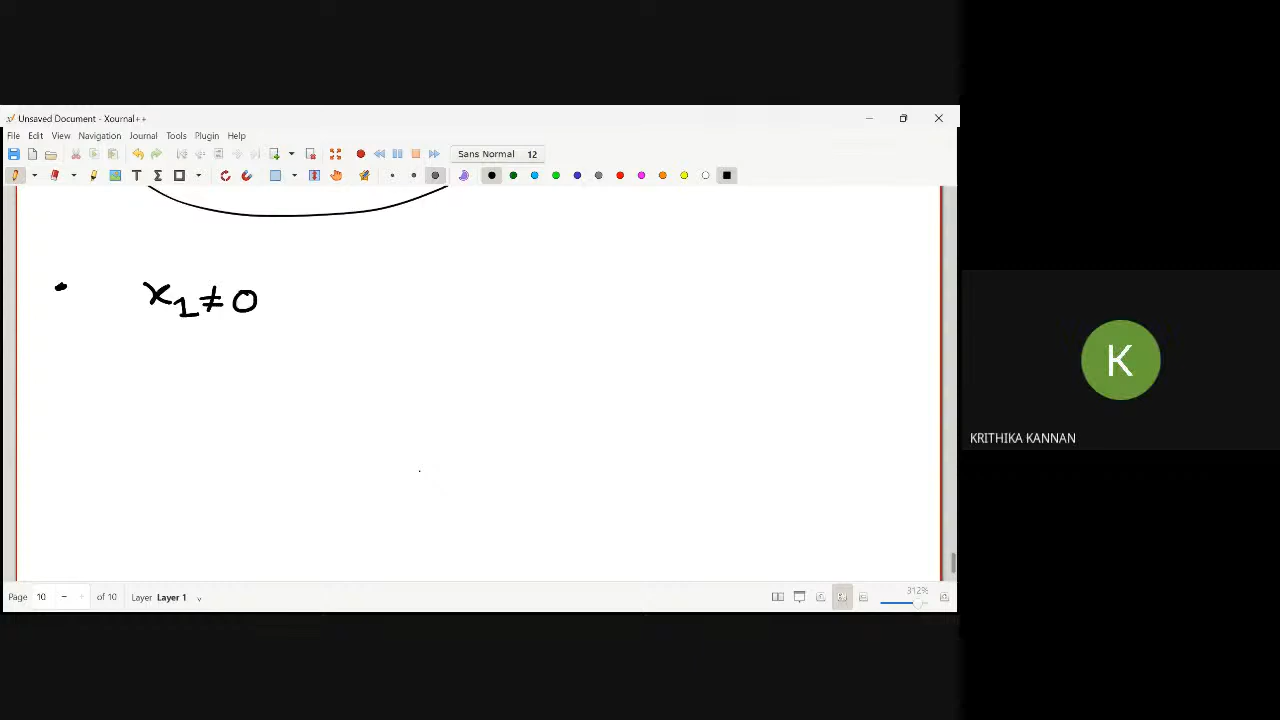 Unsaved Document - Xournal++
File Edit View Navigation Journal Tools Plugin Help
Sans Normal 12
• x₁ ≠ 0
K
KRITHIKA KANNAN
Page 10 of 10 Layer Layer 1 312%